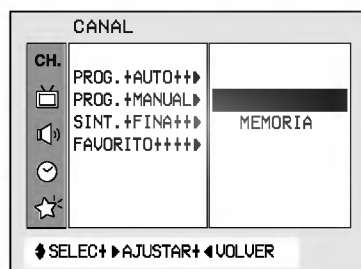 CANAL
CH.
PROG.+AUTO++▶
PROG.+MANUAL▶
SINT.+FINA++▶
FAVORITO++++▶
MEMORIA
◆SELEC+▶AJUSTAR+◀VOLVER